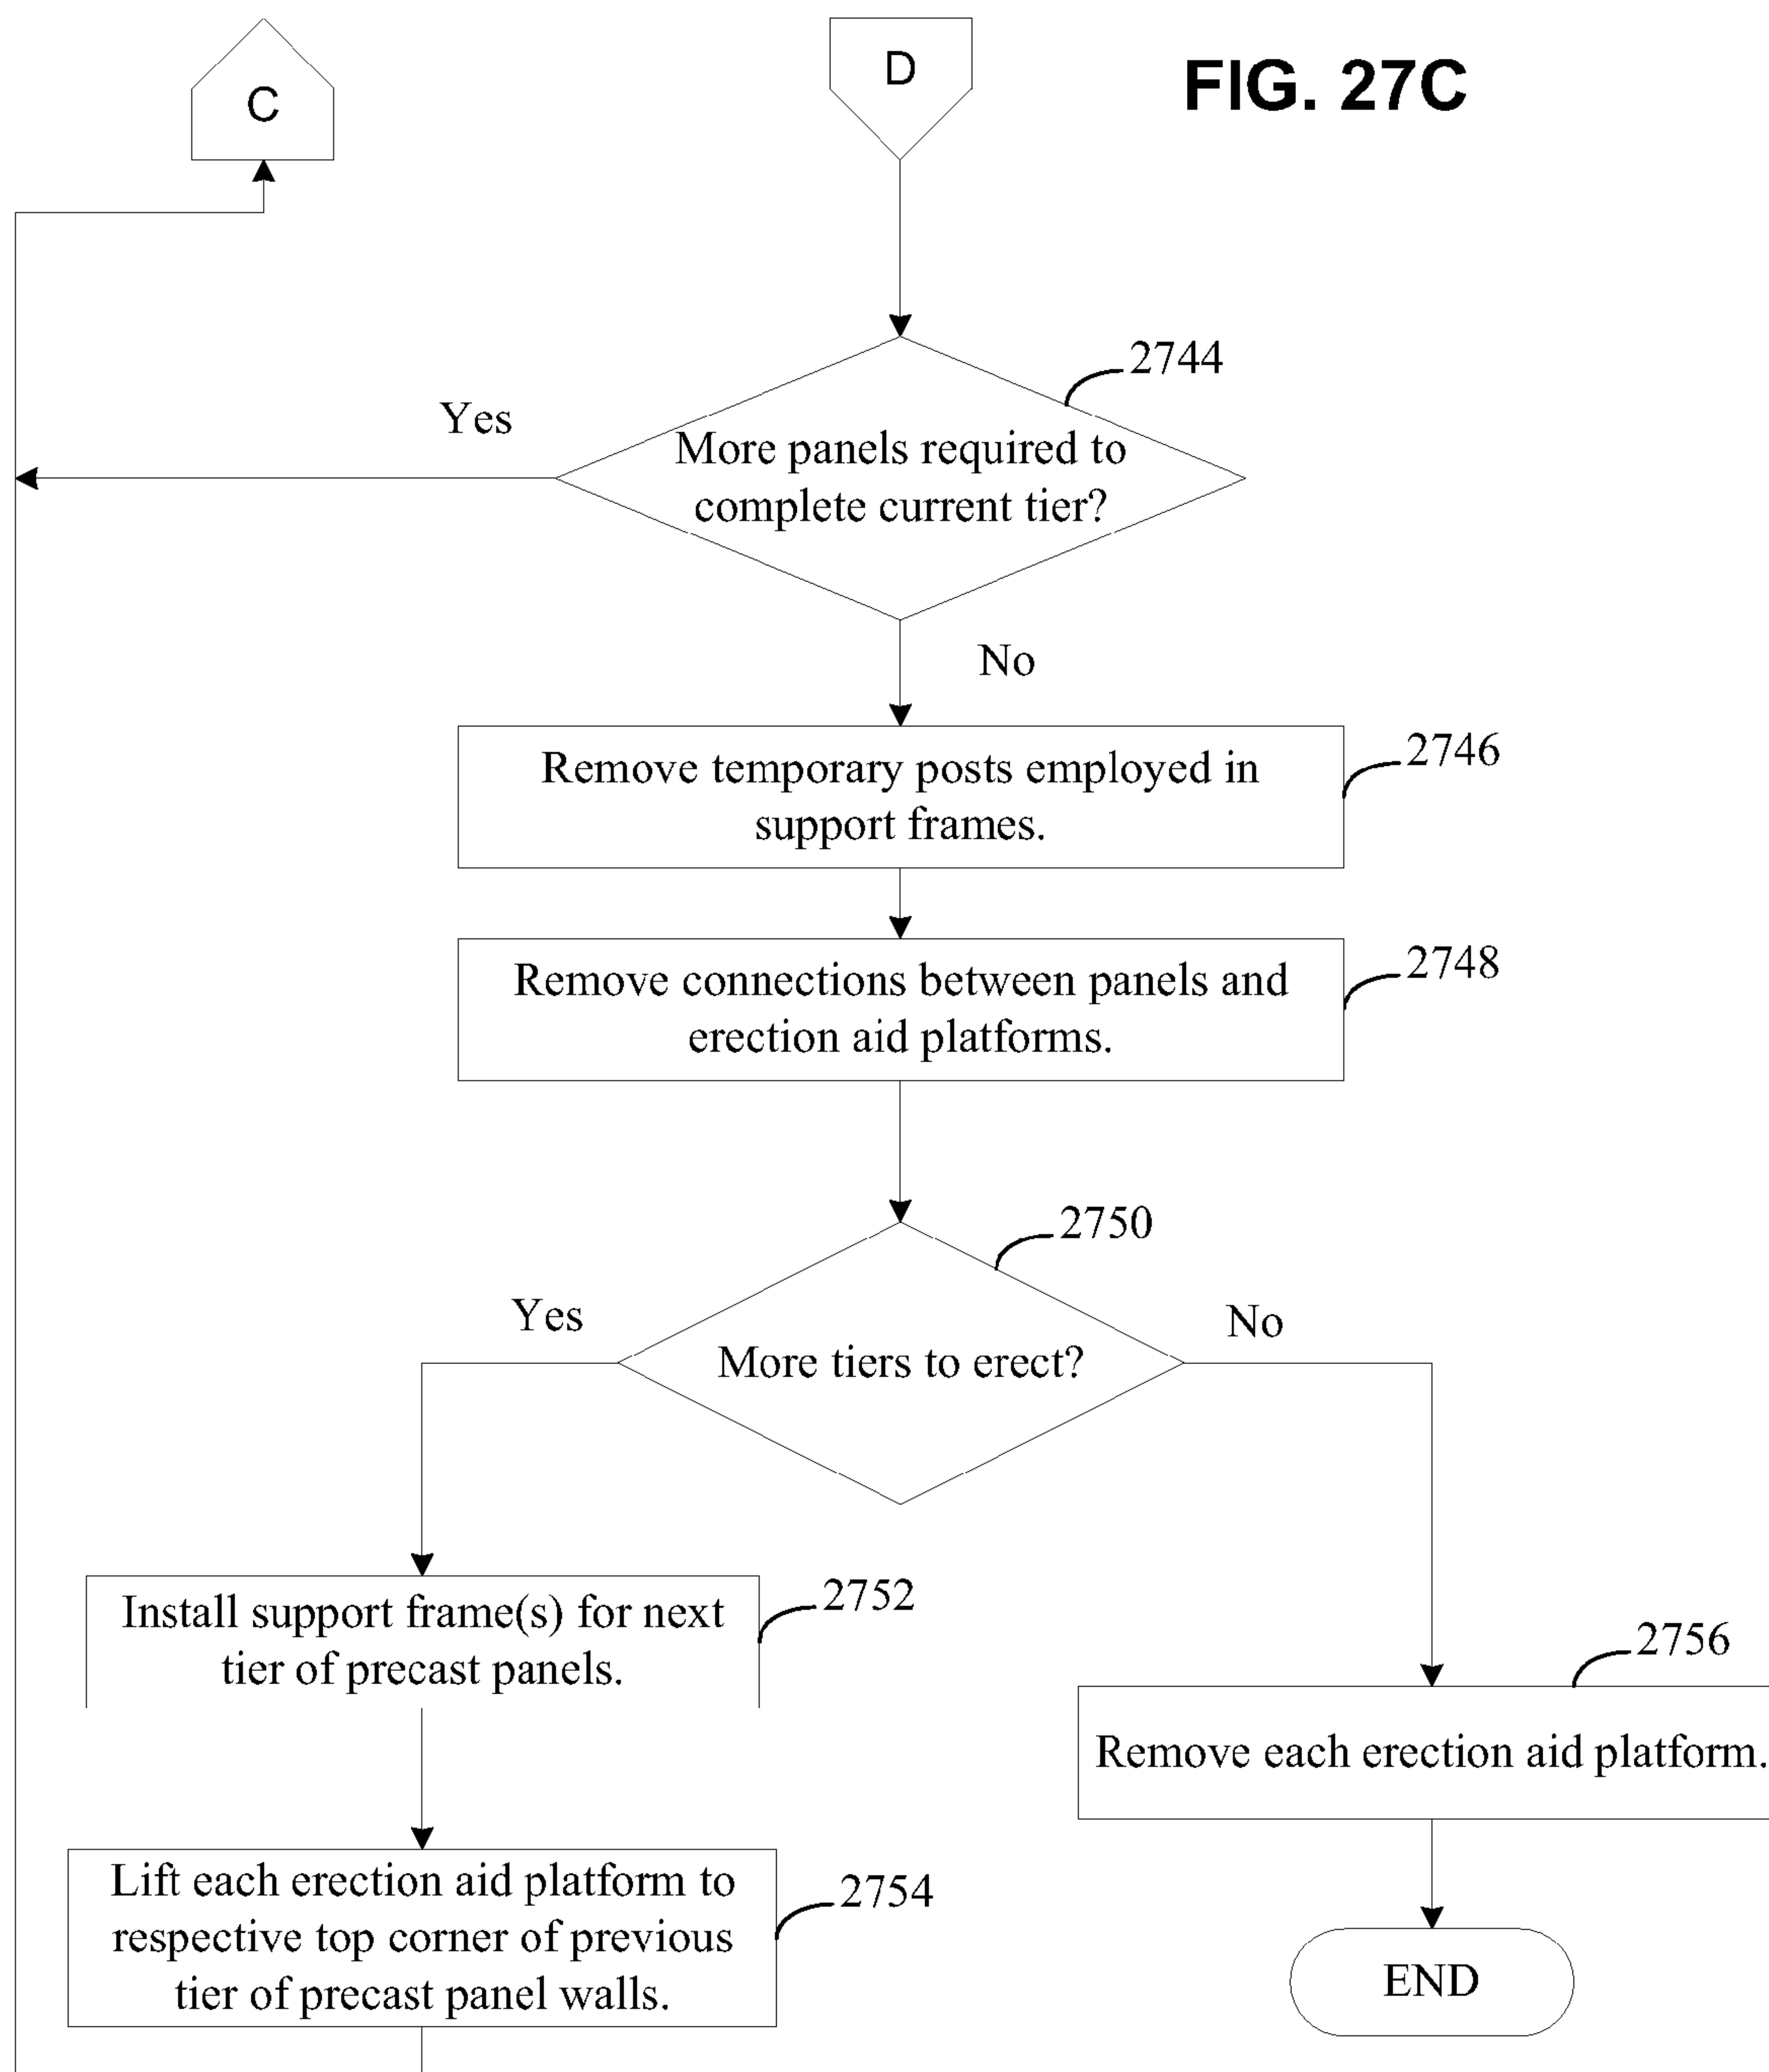 C
D
FIG. 27C
2744
Yes
More panels required to
complete current tier?
No
2746
Remove temporary posts employed in
support frames.
2748
Remove connections between panels and
erection aid platforms.
2750
Yes
No
More tiers to erect?
2752
Install support frame(s) for next
tier of precast panels.
2756
Remove each erection aid platform.
2754
Lift each erection aid platform to
respective top corner of previous
tier of precast panel walls.
END